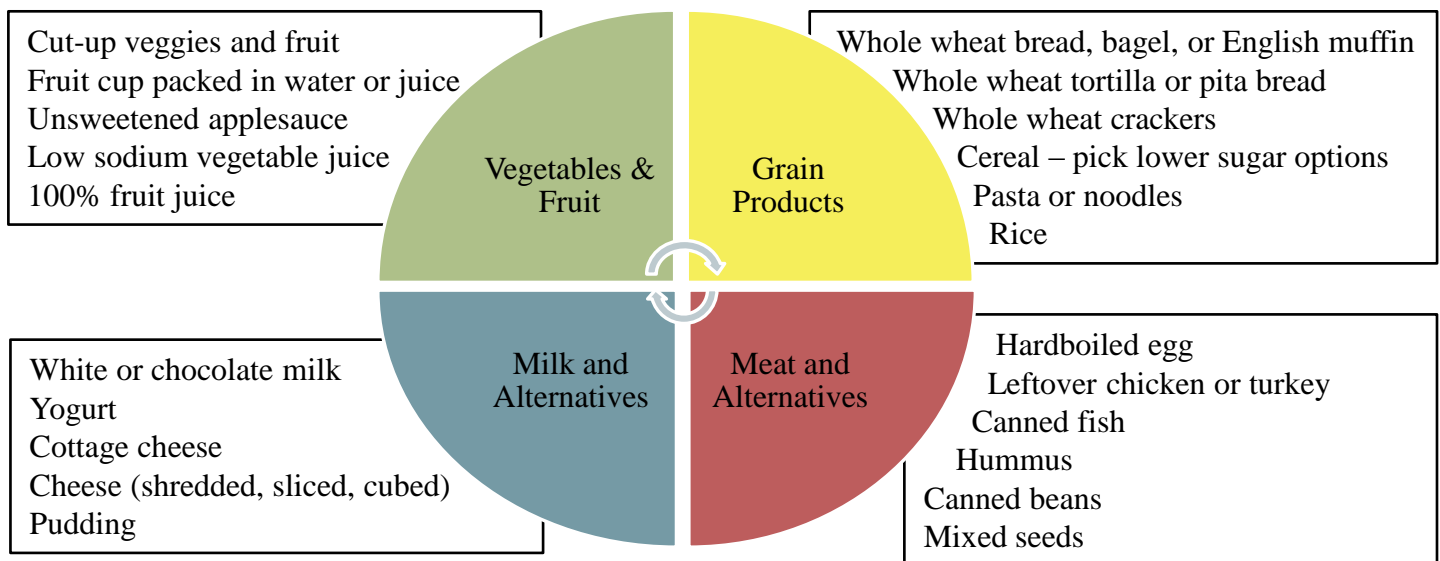 Cut-up veggies and fruit
Fruit cup packed in water or juice
Unsweetened applesauce
Low sodium vegetable juice
100% fruit juice
Vegetables &
Fruit
Grain
Products
Whole wheat bread, bagel, or English muffin
Whole wheat tortilla or pita bread
Whole wheat crackers
Cereal – pick lower sugar options
Pasta or noodles
Rice
White or chocolate milk
Yogurt
Cottage cheese
Cheese (shredded, sliced, cubed)
Pudding
Milk and
Alternatives
Meat and
Alternatives
Hardboiled egg
Leftover chicken or turkey
Canned fish
Hummus
Canned beans
Mixed seeds